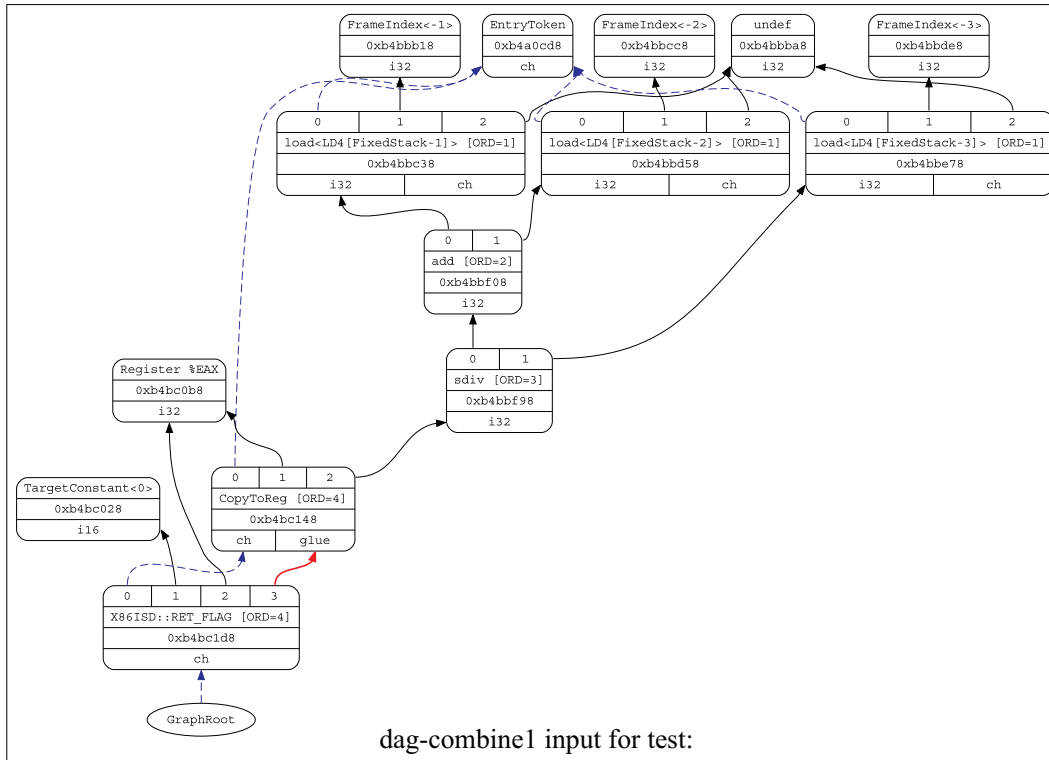 FrameIndex<-1>
0xb4bbb18
i32
EntryToken
0xb4a0cd8
ch
FrameIndex<-2>
0xb4bbcc8
i32
undef
0xb4bbba8
i32
FrameIndex<-3>
0xb4bbde8
i32
0 1 2
load<LD4[FixedStack-1]> [ORD=1]
0xb4bbc38
i32 ch
0 1 2
load<LD4[FixedStack-2]> [ORD=1]
0xb4bbd58
i32 ch
0 1 2
load<LD4[FixedStack-3]> [ORD=1]
0xb4bbe78
i32 ch
0 1
add [ORD=2]
0xb4bbf08
i32
0 1
sdiv [ORD=3]
0xb4bbf98
i32
Register %EAX
0xb4bc0b8
i32
0 1 2
CopyToReg [ORD=4]
0xb4bc148
ch glue
TargetConstant<0>
0xb4bc028
i16
0 1 2 3
X86ISD::RET_FLAG [ORD=4]
0xb4bc1d8
ch
GraphRoot
dag-combine1 input for test: